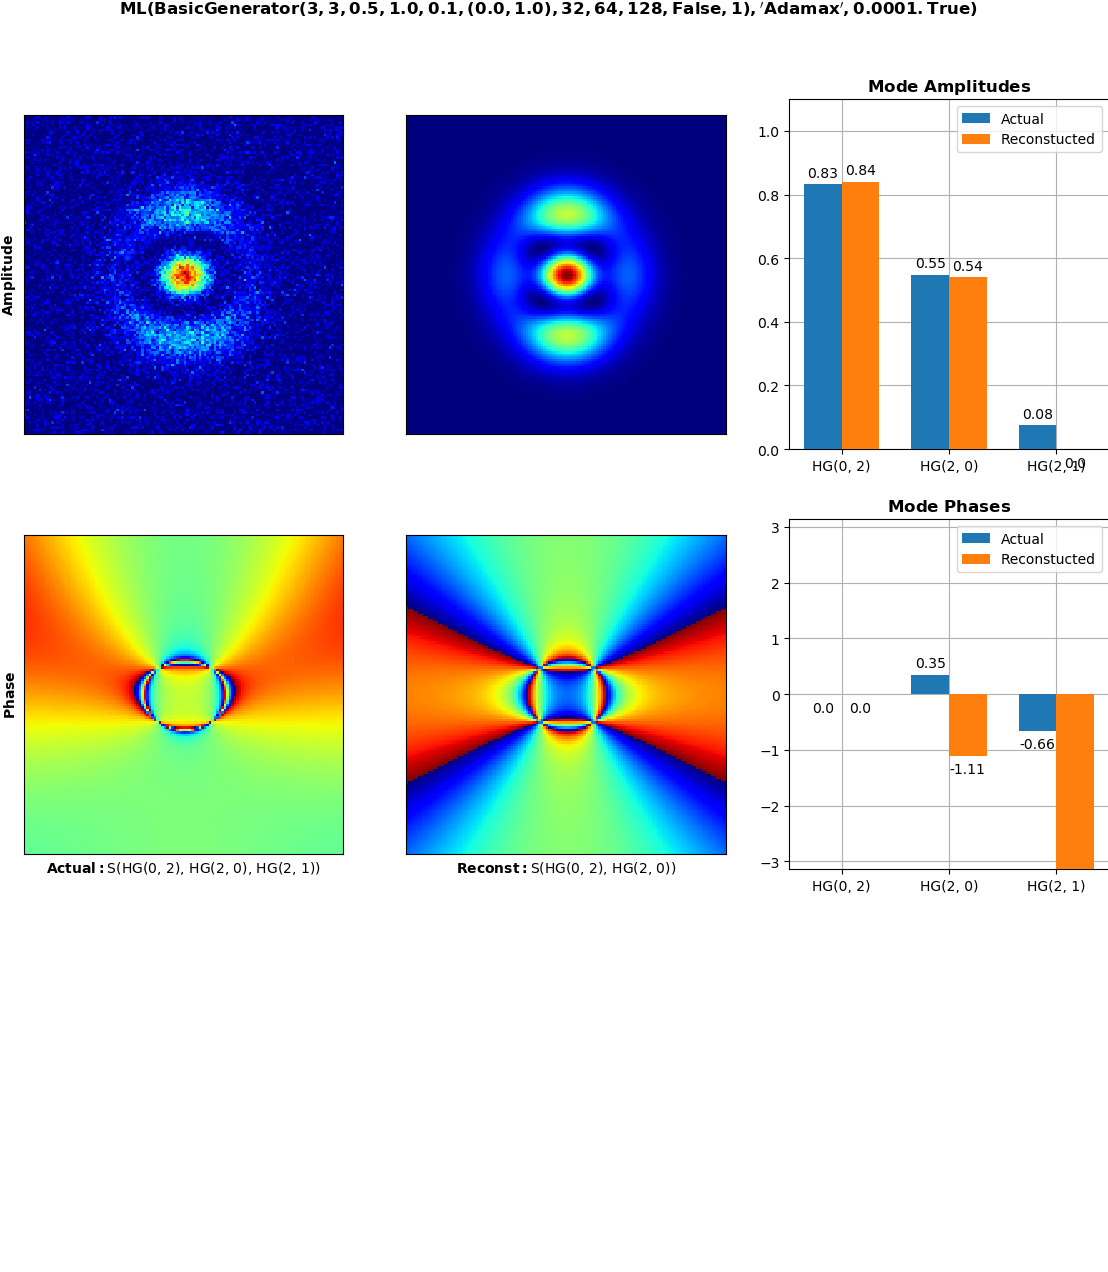 ML(BasicGenerator(3, 3, 0.5, 1.0, 0.1, (0.0, 1.0), 32, 64, 128, False, 1), 'Adamax', 0.0001. True)
Amplitude
Mode Amplitudes
Actual
Reconstucted
1.0
0.8
0.6
0.4
0.2
0.0
0.83
0.84
0.55
0.54
0.08
0.0
HG(0, 2)
HG(2, 0)
HG(2, 1)
Phase
Actual: S(HG(0, 2), HG(2, 0), HG(2, 1))
Reconst: S(HG(0, 2), HG(2, 0))
Mode Phases
Actual
Reconstucted
3
2
1
0
−1
−2
−3
0.0
0.0
0.35
-1.11
-0.66
HG(0, 2)
HG(2, 0)
HG(2, 1)